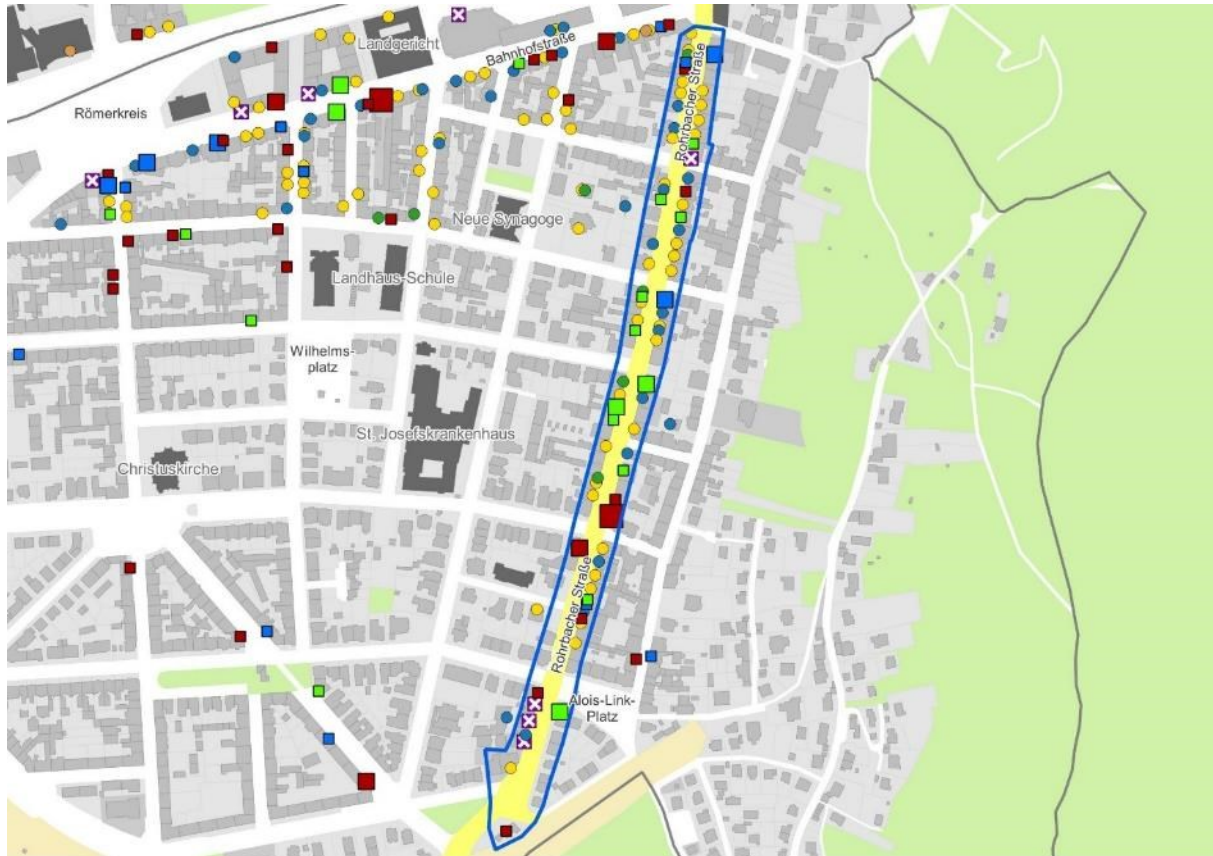 Landgericht
Bahnhofstraße
Rohrbacher Straße
Römerkreis
Neue Synagoge
Landhaus-Schule
Wilhelms-
platz
St. Josefskrankenhaus
Christuskirche
Rohrbacher Straße
Alois-Link-
Platz